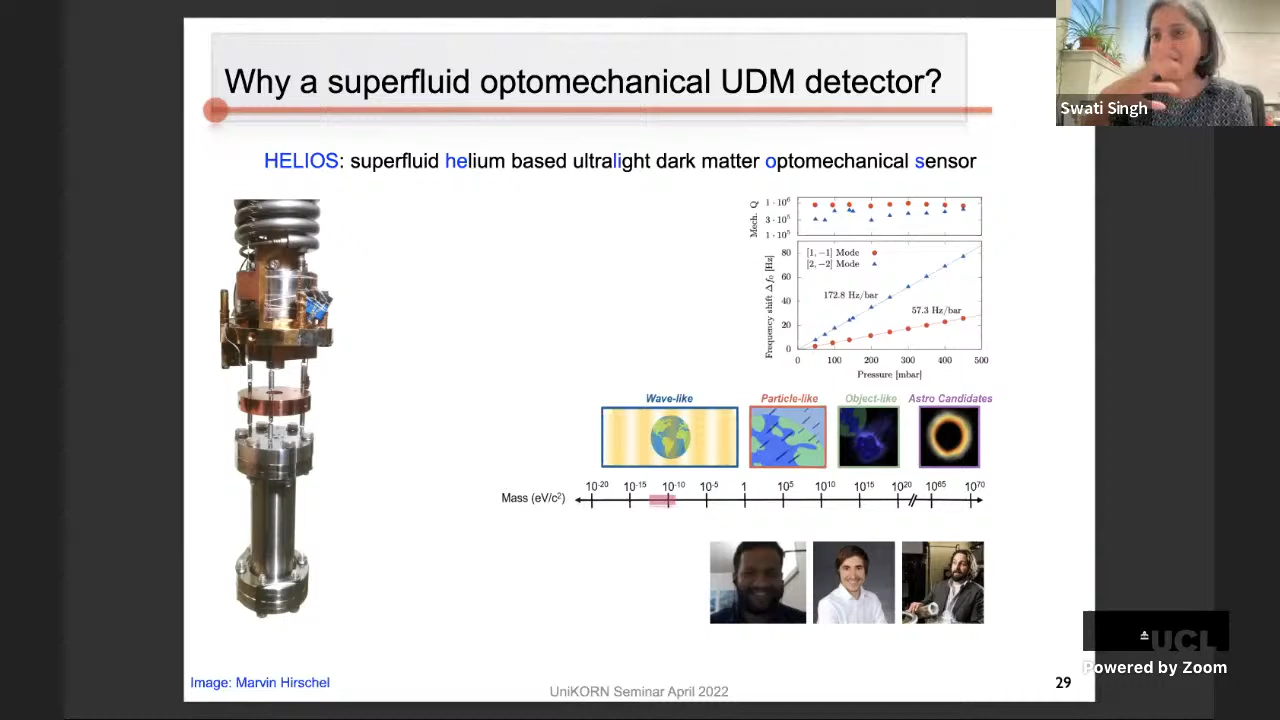 Why a superfluid optomechanical UDM detector?
Swati Singh
HELIOS: superfluid helium based ultralight dark matter optomechanical sensor
Mech. Q
1 · 10⁶
3 · 10⁵
1 · 10⁵
Frequency shift Δf₀ [Hz]
80
60
40
20
0
[1, −1] Mode
[2, −2] Mode
172.8 Hz/bar
57.3 Hz/bar
0 100 200 300 400 500
Pressure [mbar]
Wave-like Particle-like Object-like Astro Candidates
Mass (eV/c²)
10⁻²⁰ 10⁻¹⁵ 10⁻¹⁰ 10⁻⁵ 1 10⁵ 10¹⁰ 10¹⁵ 10²⁰ 10⁶⁵ 10⁷⁰
UCL
Powered by Zoom
Image: Marvin Hirschel
UniKORN Seminar April 2022
29